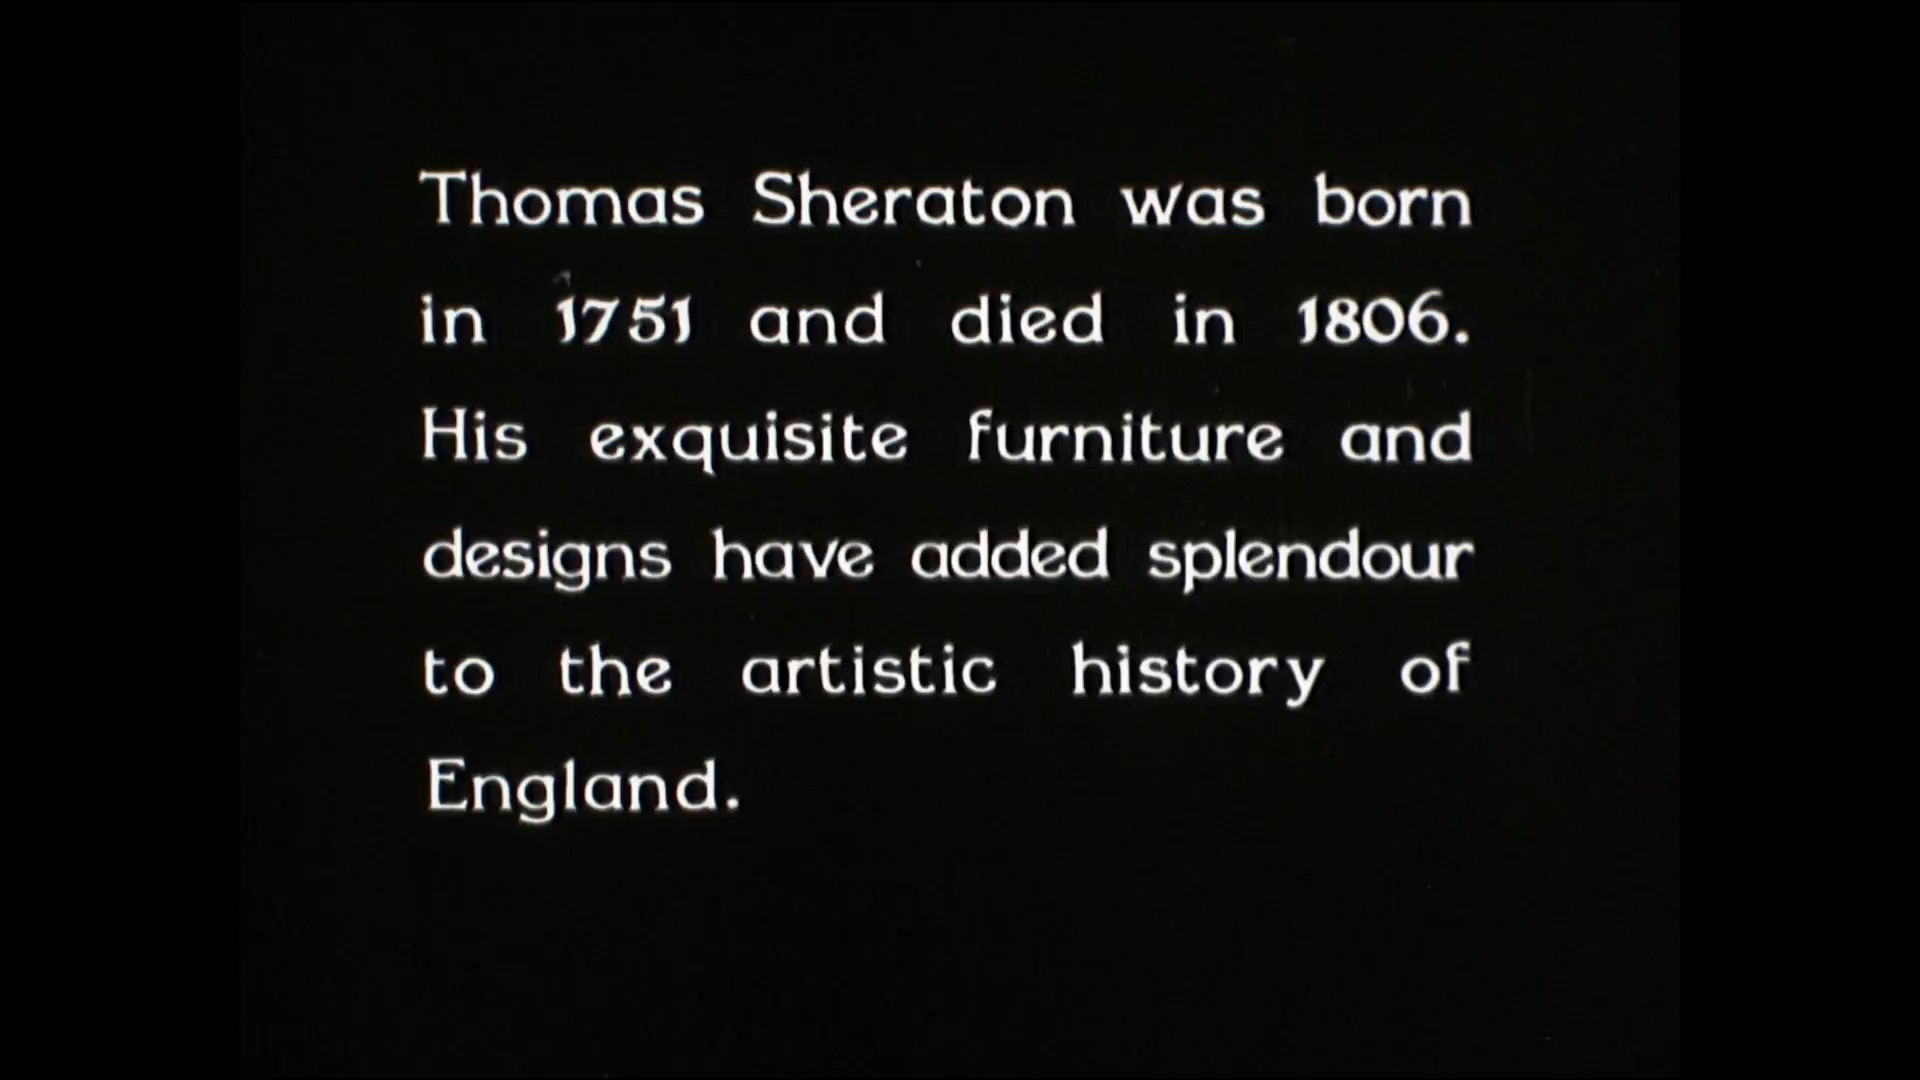 Thomas Sheraton was born
in 1751 and died in 1806.
His exquisite furniture and
designs have added splendour
to the artistic history of
England.